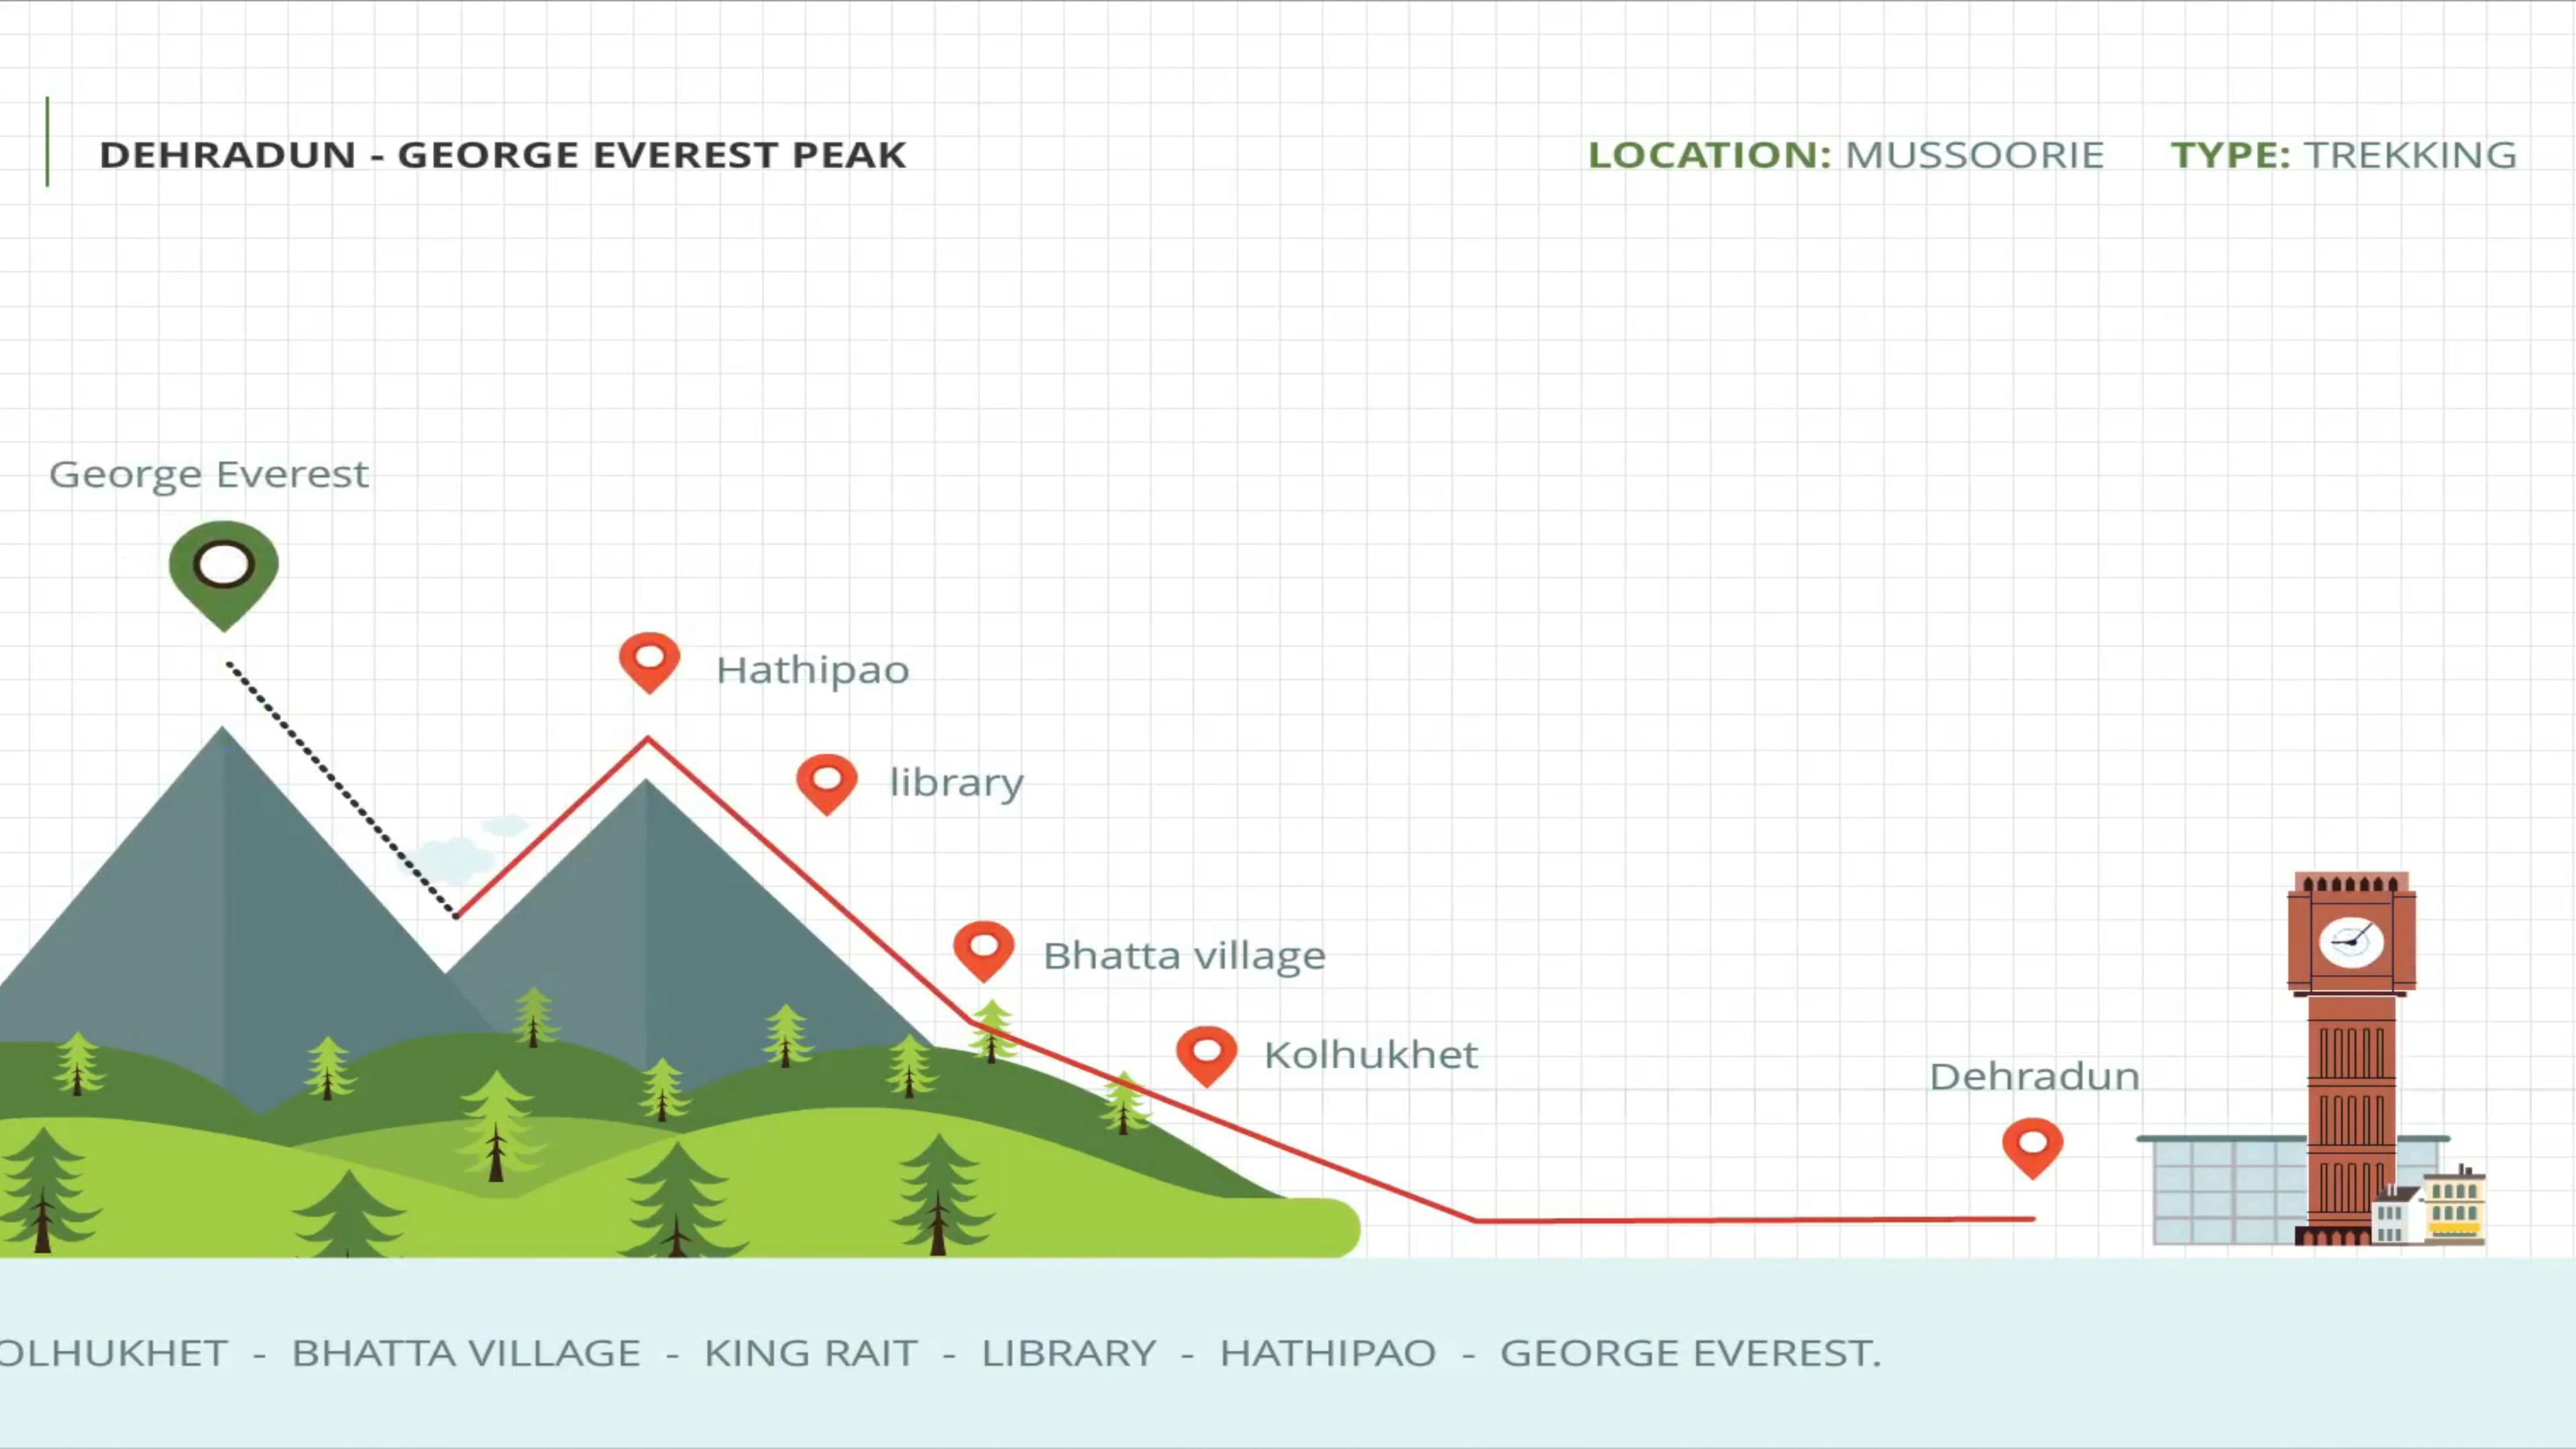 DEHRADUN - GEORGE EVEREST PEAK
LOCATION: MUSSOORIE TYPE: TREKKING
George Everest
Hathipao
library
Bhatta village
Kolhukhet
Dehradun
OLHUKHET - BHATTA VILLAGE - KING RAIT - LIBRARY - HATHIPAO - GEORGE EVEREST.